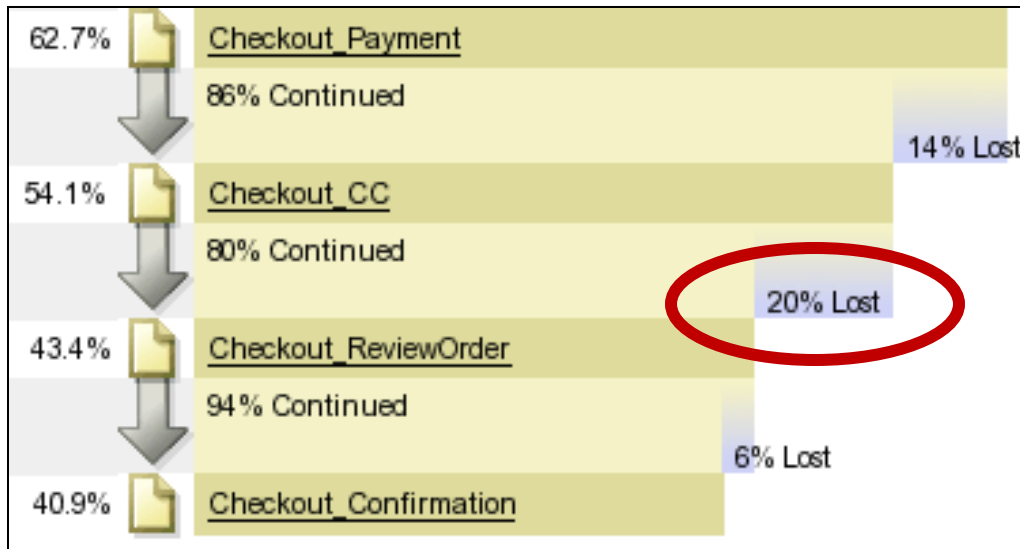 62.7% Checkout_Payment
86% Continued
14% Lost
54.1% Checkout_CC
80% Continued
20% Lost
43.4% Checkout_ReviewOrder
94% Continued
6% Lost
40.9% Checkout_Confirmation